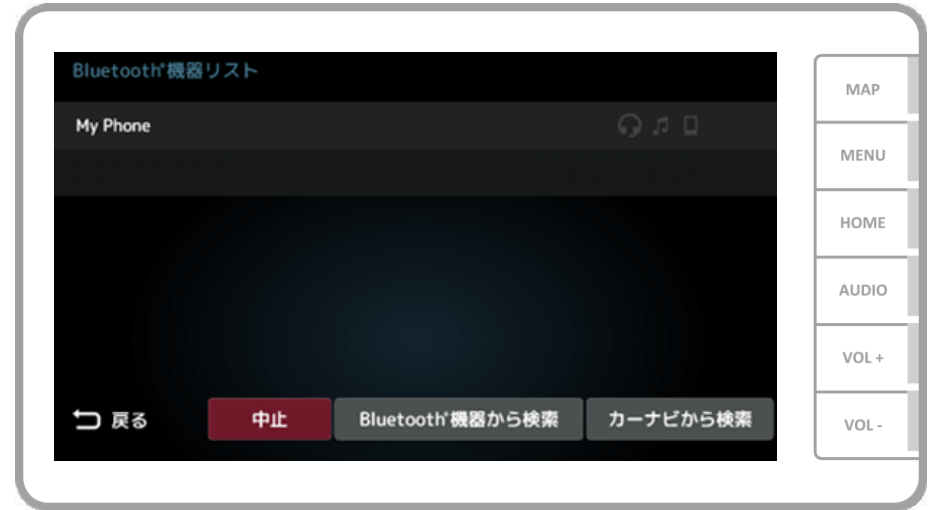 Bluetooth®機器リスト
My Phone
戻る
中止
Bluetooth®機器から検索
カーナビから検索
MAP
MENU
HOME
AUDIO
VOL +
VOL -